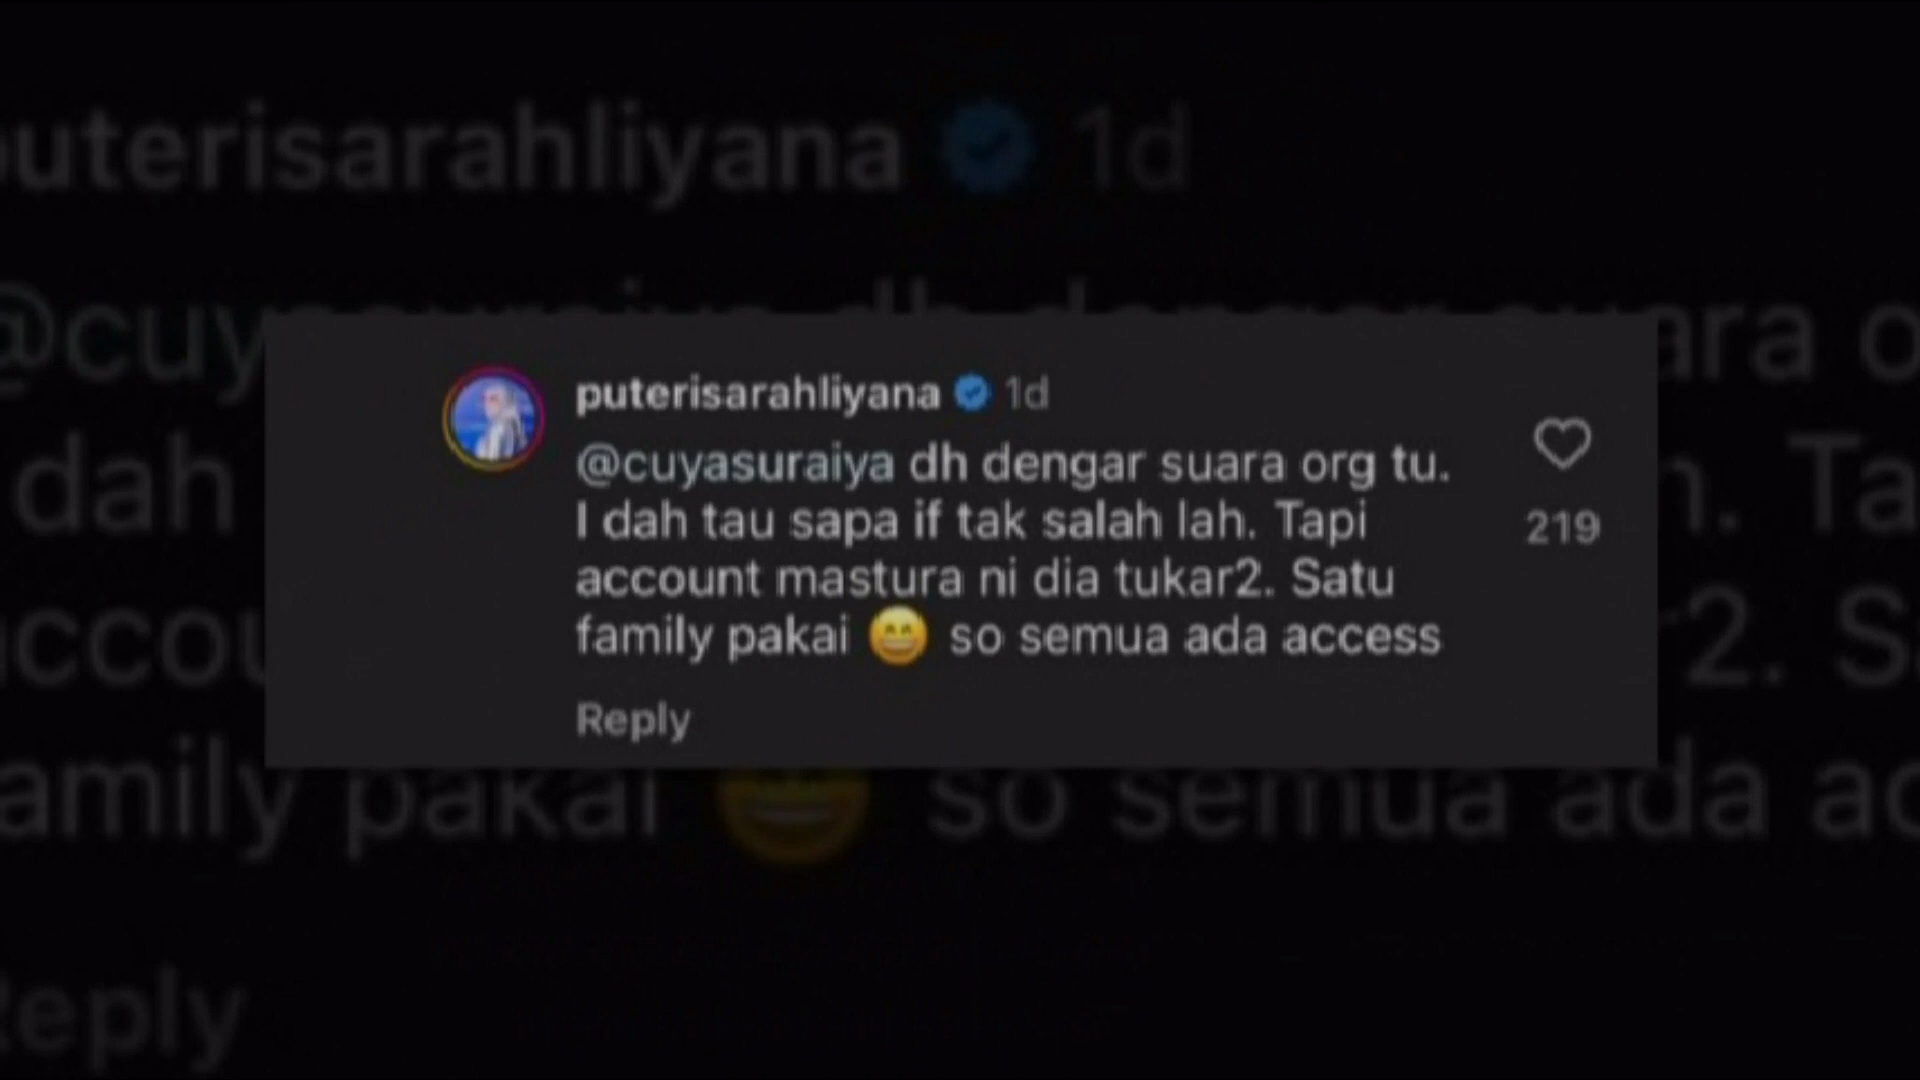 puterisarahliyana 1d
@cuyasuraiya dh dengar suara org tu.
I dah tau sapa if tak salah lah. Tapi
account mastura ni dia tukar2. Satu
family pakai 😄 so semua ada access
219
Reply